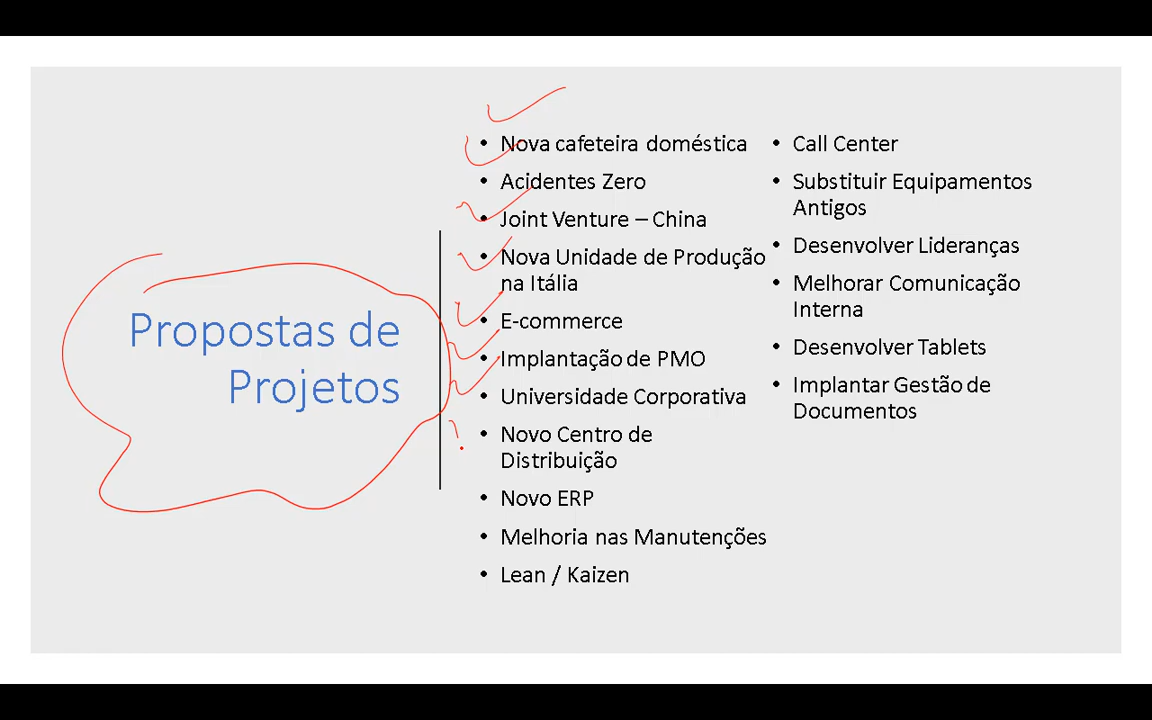 Propostas de
Projetos
• Nova cafeteira doméstica
• Acidentes Zero
• Joint Venture – China
• Nova Unidade de Produção
na Itália
• E-commerce
• Implantação de PMO
• Universidade Corporativa
• Novo Centro de
Distribuição
• Novo ERP
• Melhoria nas Manutenções
• Lean / Kaizen
• Call Center
• Substituir Equipamentos
Antigos
• Desenvolver Lideranças
• Melhorar Comunicação
Interna
• Desenvolver Tablets
• Implantar Gestão de
Documentos